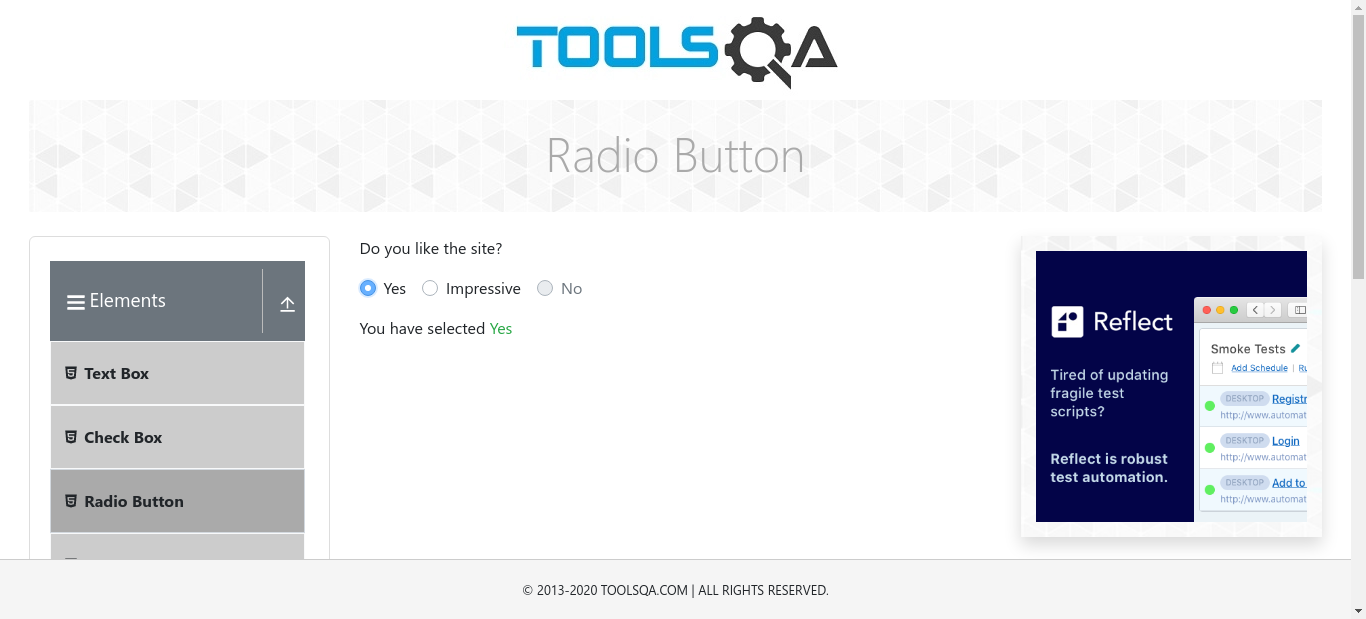 TOOLSQA
Radio Button
Elements
Text Box
Check Box
Radio Button
Do you like the site?
Yes Impressive No
You have selected Yes
Reflect
Tired of updating
fragile test
scripts?
Reflect is robust
test automation.
Smoke Tests
Add Schedule | Ru
DESKTOP Registr
http://www.automat
DESKTOP Login
http://www.automat
DESKTOP Add to
http://www.automat
© 2013-2020 TOOLSQA.COM | ALL RIGHTS RESERVED.